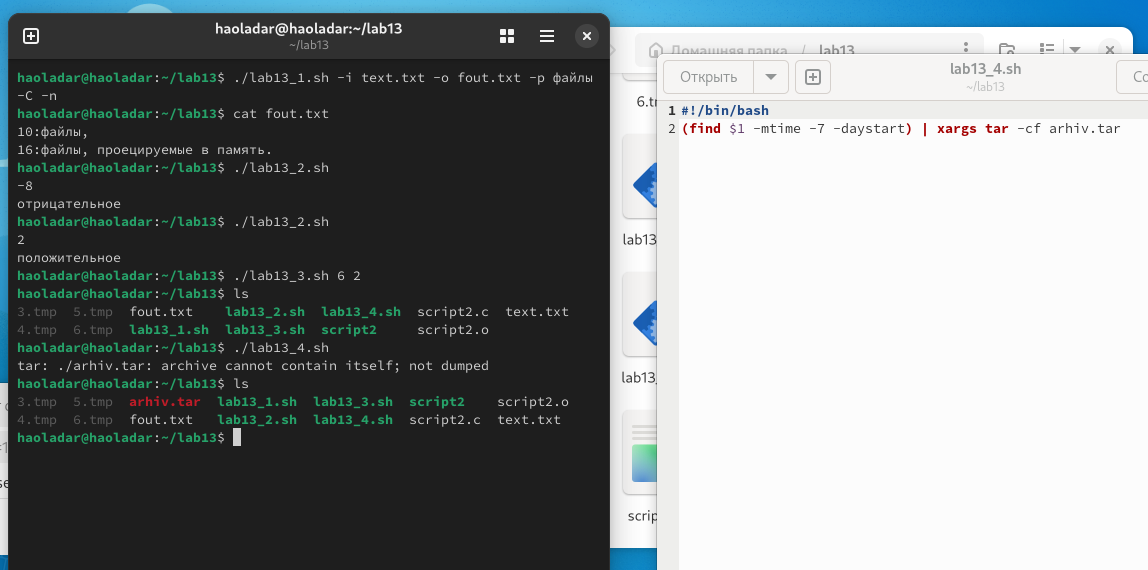 haoladar@haoladar:~/lab13
~/lab13
haoladar@haoladar:~/lab13$ ./lab13_1.sh -i text.txt -o fout.txt -p файлы
-C -n
haoladar@haoladar:~/lab13$ cat fout.txt
10:файлы,
16:файлы, проецируемые в память.
haoladar@haoladar:~/lab13$ ./lab13_2.sh
-8
отрицательное
haoladar@haoladar:~/lab13$ ./lab13_2.sh
2
положительное
haoladar@haoladar:~/lab13$ ./lab13_3.sh 6 2
haoladar@haoladar:~/lab13$ ls
3.tmp 5.tmp fout.txt lab13_2.sh lab13_4.sh script2.c text.txt
4.tmp 6.tmp lab13_1.sh lab13_3.sh script2 script2.o
haoladar@haoladar:~/lab13$ ./lab13_4.sh
tar: ./arhiv.tar: archive cannot contain itself; not dumped
haoladar@haoladar:~/lab13$ ls
3.tmp 5.tmp arhiv.tar lab13_1.sh lab13_3.sh script2 script2.o
4.tmp 6.tmp fout.txt lab13_2.sh lab13_4.sh script2.c text.txt
haoladar@haoladar:~/lab13$
Домашняя папка / lab13
6.tm
lab13
lab13_
scrip
Открыть
lab13_4.sh
~/lab13
Со
1 #!/bin/bash
2 (find $1 -mtime -7 -daystart) | xargs tar -cf arhiv.tar